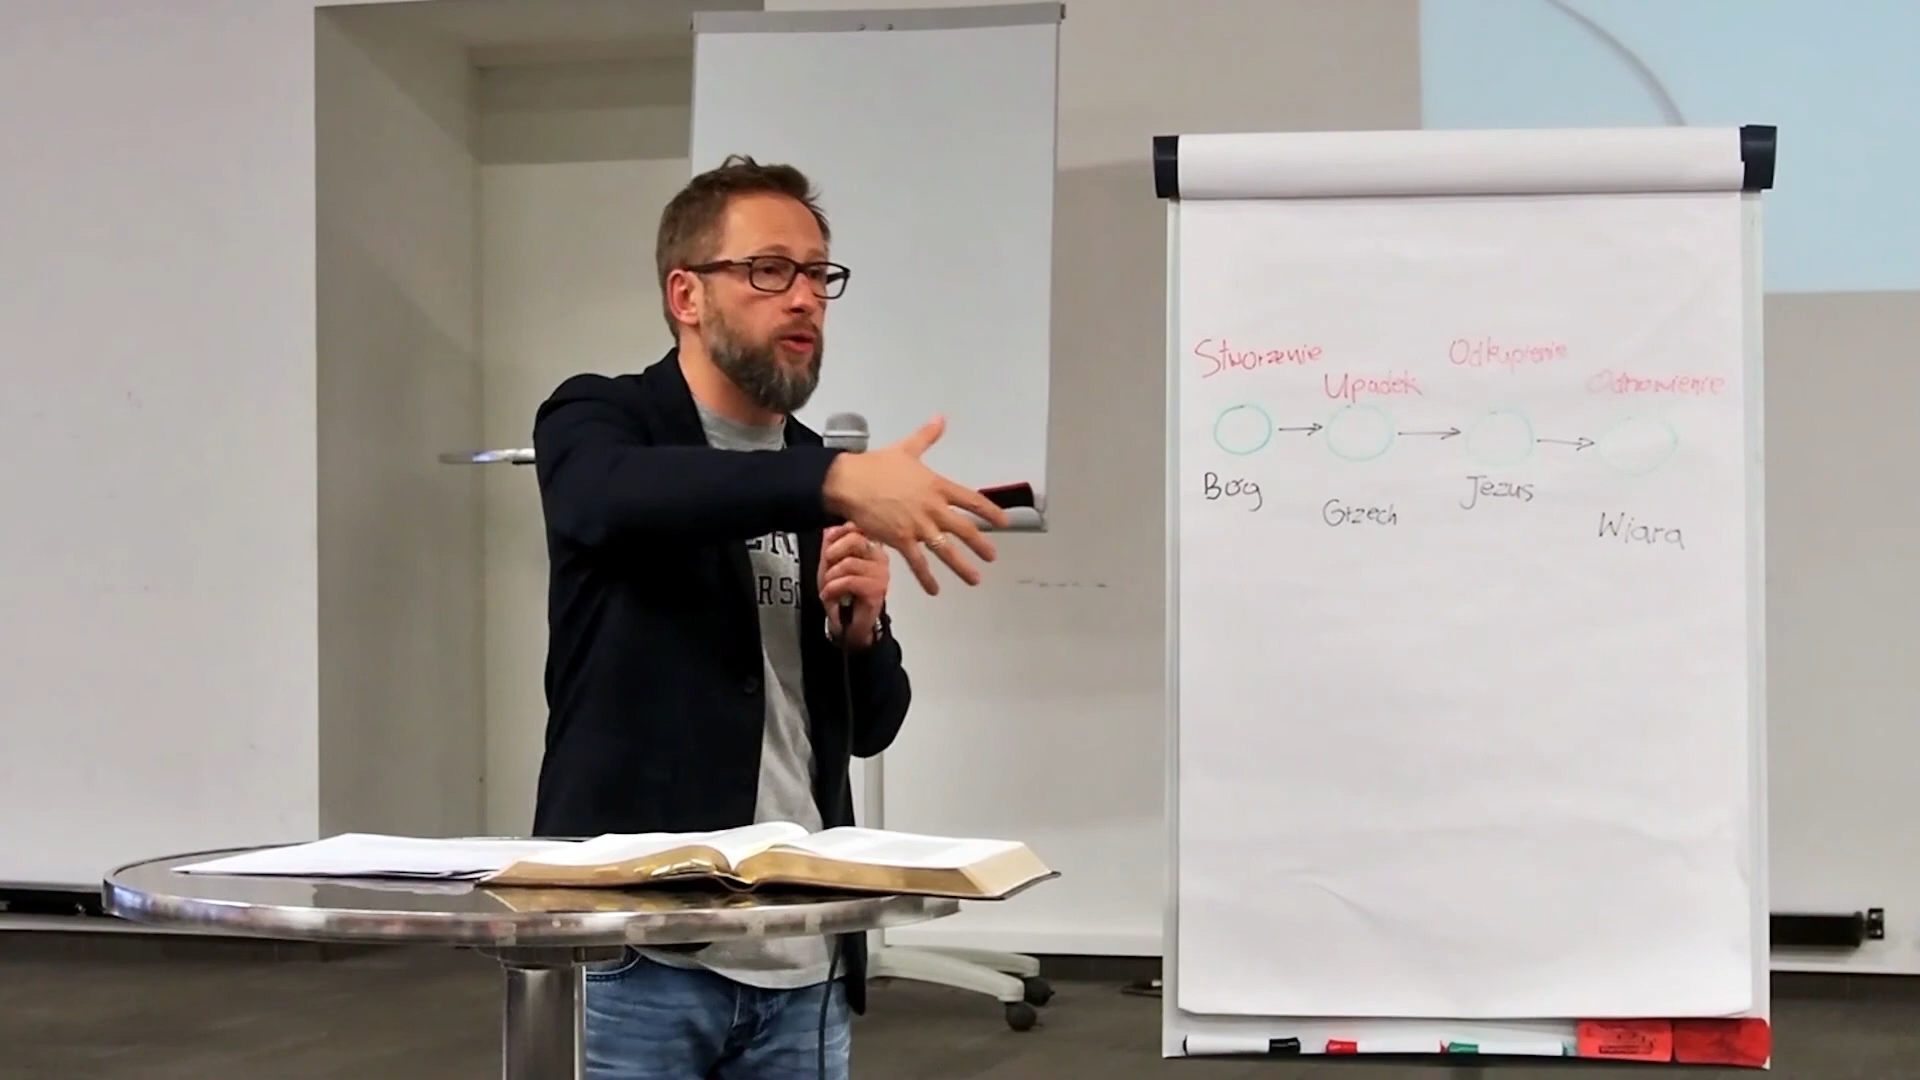 Stworzenie
Upadek
Odkupienie
Odnowienie
Bóg
Grzech
Jezus
Wiara